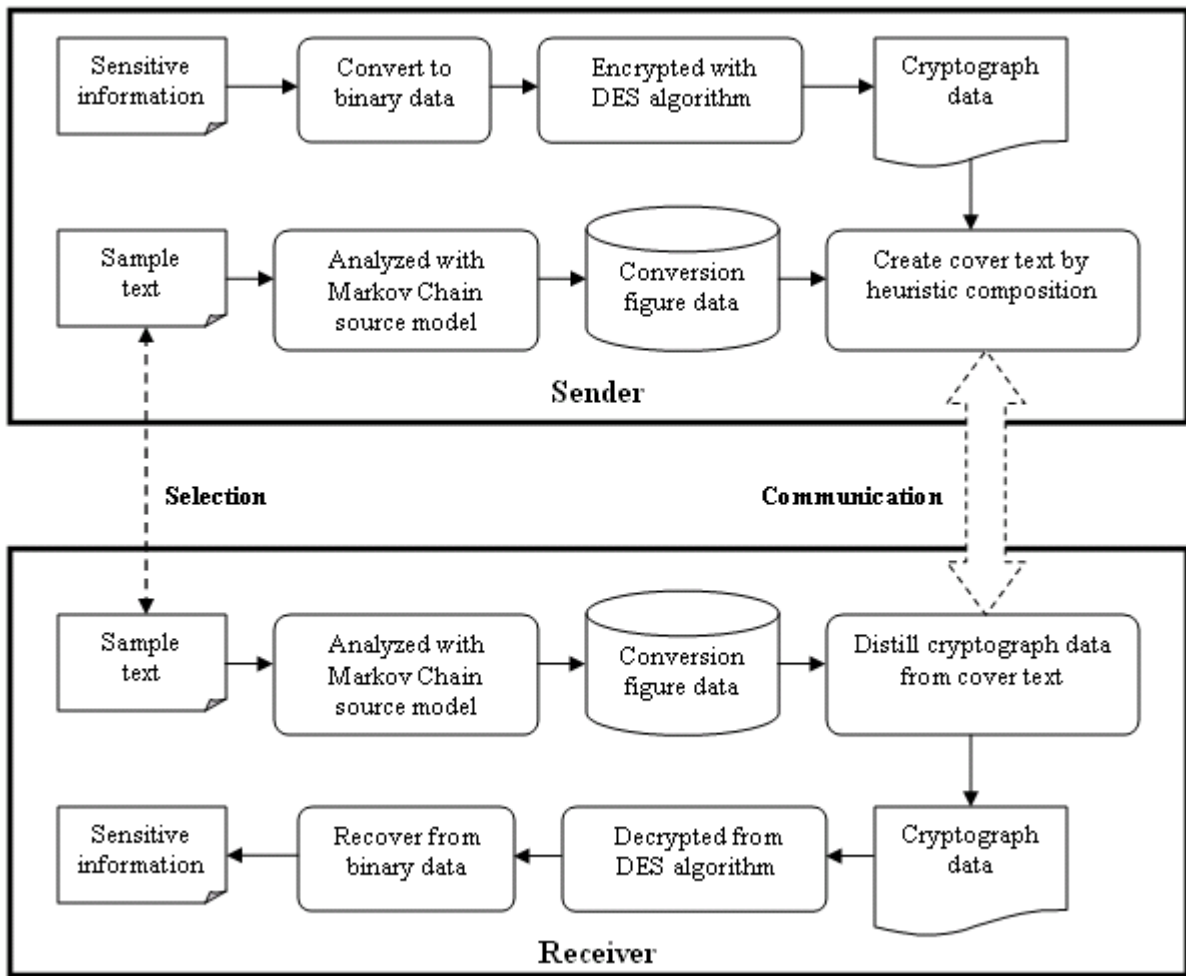 Sensitive
information
Convert to
binary data
Encrypted with
DES algorithm
Cryptograph
data
Sample
text
Analyzed with
Markov Chain
source model
Conversion
figure data
Create cover text by
heuristic composition
Sender
Selection
Communication
Sample
text
Analyzed with
Markov Chain
source model
Conversion
figure data
Distill cryptograph data
from cover text
Sensitive
information
Recover from
binary data
Decrypted from
DES algorithm
Cryptograph
data
Receiver